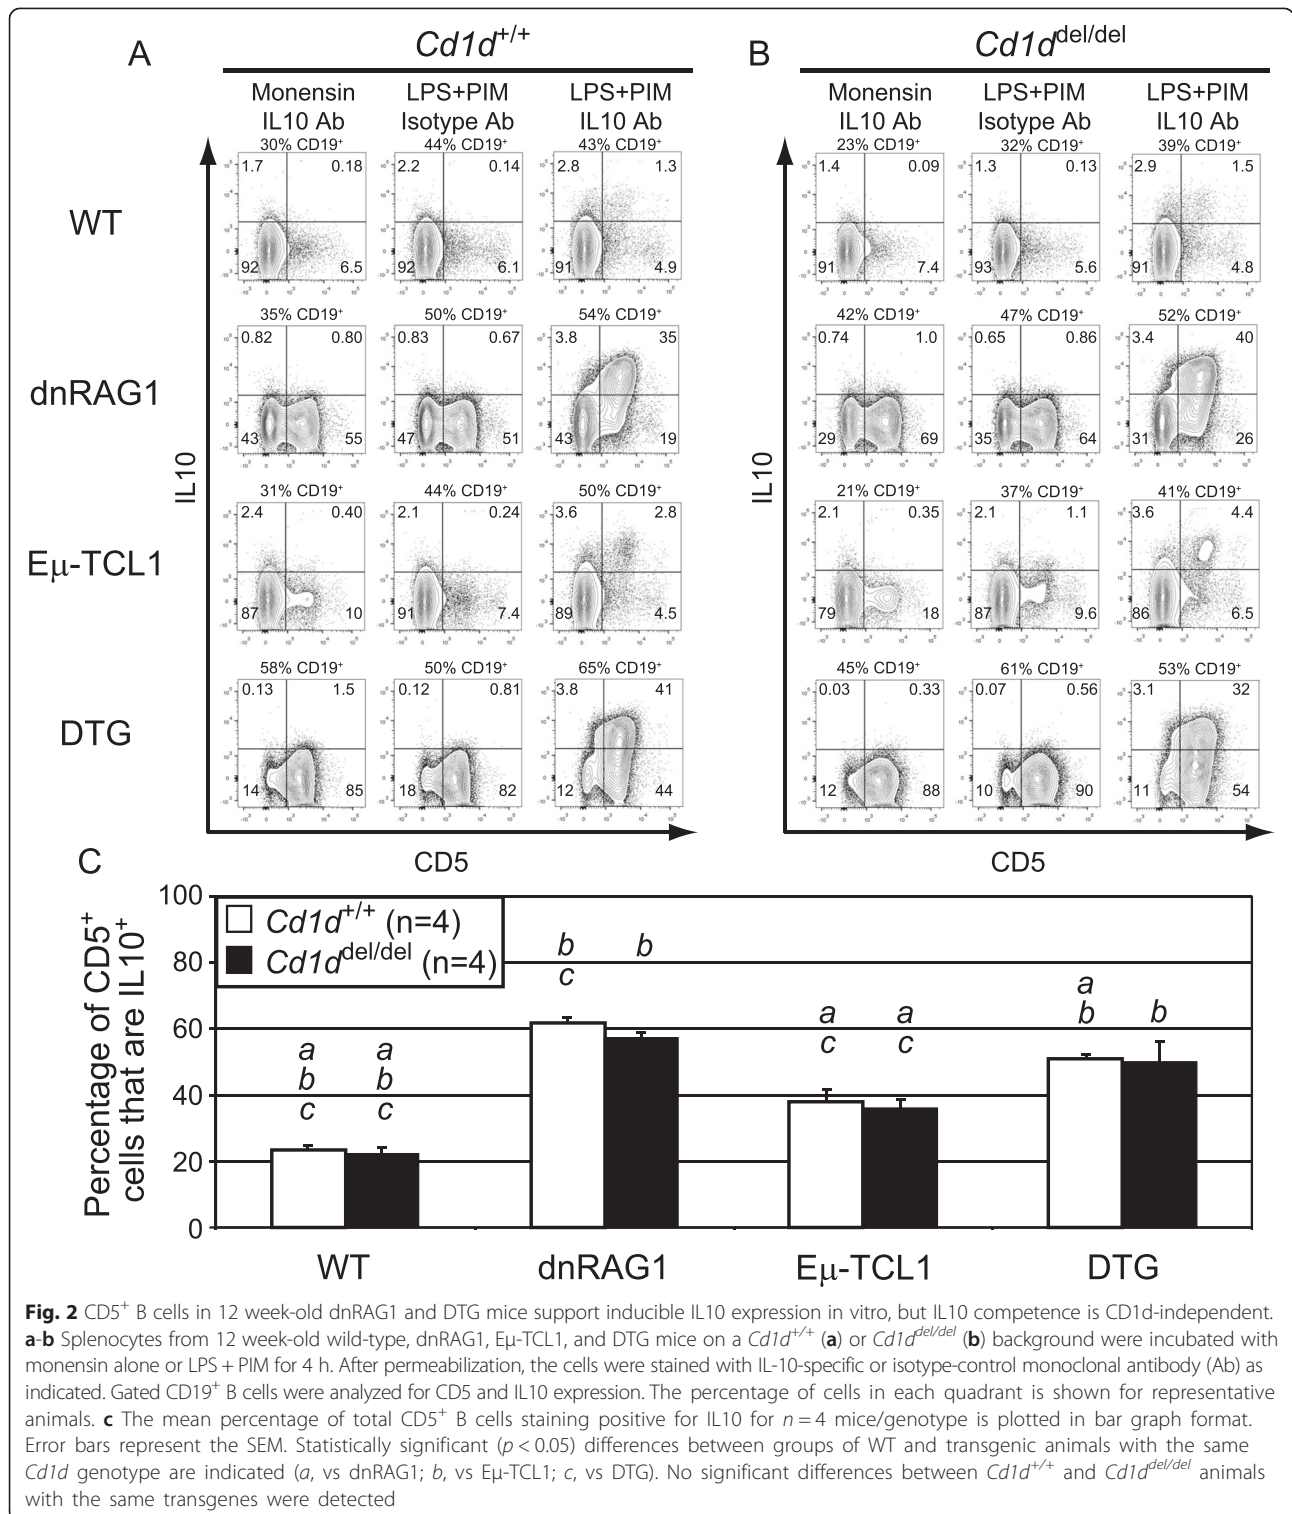 A
Cd1d+/+
B
Cd1ddel/del
Monensin
IL10 Ab
LPS+PIM
Isotype Ab
LPS+PIM
IL10 Ab
Monensin
IL10 Ab
LPS+PIM
Isotype Ab
LPS+PIM
IL10 Ab
WT
30% CD19+ 44% CD19+ 43% CD19+ 23% CD19+ 32% CD19+ 39% CD19+
1.7 0.18 2.2 0.14 2.8 1.3 1.4 0.09 1.3 0.13 2.9 1.5
92 6.5 92 6.1 91 4.9 91 7.4 93 5.6 91 4.8
dnRAG1
35% CD19+ 50% CD19+ 54% CD19+ 42% CD19+ 47% CD19+ 52% CD19+
0.82 0.80 0.83 0.67 3.8 35 0.74 1.0 0.65 0.86 3.4 40
43 55 47 51 43 19 29 69 35 64 31 26
IL10
IL10
Eμ-TCL1
31% CD19+ 44% CD19+ 50% CD19+ 21% CD19+ 37% CD19+ 41% CD19+
2.4 0.40 2.1 0.24 3.6 2.8 2.1 0.35 2.1 1.1 3.6 4.4
87 10 91 7.4 89 4.5 79 18 87 9.6 86 6.5
DTG
58% CD19+ 50% CD19+ 65% CD19+ 45% CD19+ 61% CD19+ 53% CD19+
0.13 1.5 0.12 0.81 3.8 41 0.03 0.33 0.07 0.56 3.1 32
14 85 18 82 12 44 12 88 10 90 11 54
CD5
CD5
C
Percentage of CD5+
cells that are IL10+
100
80
60
40
20
0
Cd1d+/+ (n=4)
Cd1ddel/del (n=4)
a
b
c
a
b
c
b
c
b
a
c
a
c
a
b
b
WT dnRAG1 Eμ-TCL1 DTG
Fig. 2 CD5+ B cells in 12 week-old dnRAG1 and DTG mice support inducible IL10 expression in vitro, but IL10 competence is CD1d-independent.
a-b Splenocytes from 12 week-old wild-type, dnRAG1, Eμ-TCL1, and DTG mice on a Cd1d+/+ (a) or Cd1ddel/del (b) background were incubated with
monensin alone or LPS + PIM for 4 h. After permeabilization, the cells were stained with IL-10-specific or isotype-control monoclonal antibody (Ab) as
indicated. Gated CD19+ B cells were analyzed for CD5 and IL10 expression. The percentage of cells in each quadrant is shown for representative
animals. c The mean percentage of total CD5+ B cells staining positive for IL10 for n = 4 mice/genotype is plotted in bar graph format.
Error bars represent the SEM. Statistically significant (p < 0.05) differences between groups of WT and transgenic animals with the same
Cd1d genotype are indicated (a, vs dnRAG1; b, vs Eμ-TCL1; c, vs DTG). No significant differences between Cd1d+/+ and Cd1ddel/del animals
with the same transgenes were detected